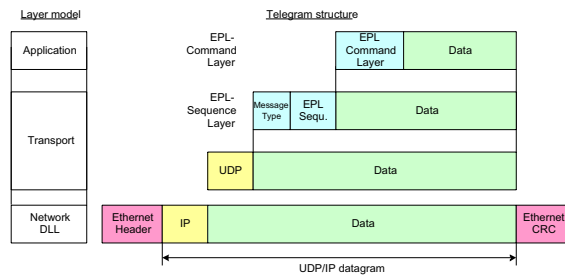 Layer model
Telegram structure
Application
EPL-
Command
Layer
EPL
Command
Layer
Data
Transport
EPL-
Sequence
Layer
Message
Type
EPL
Sequ.
Data
UDP
Data
Network
DLL
Ethernet
Header
IP
Data
Ethernet
CRC
UDP/IP datagram